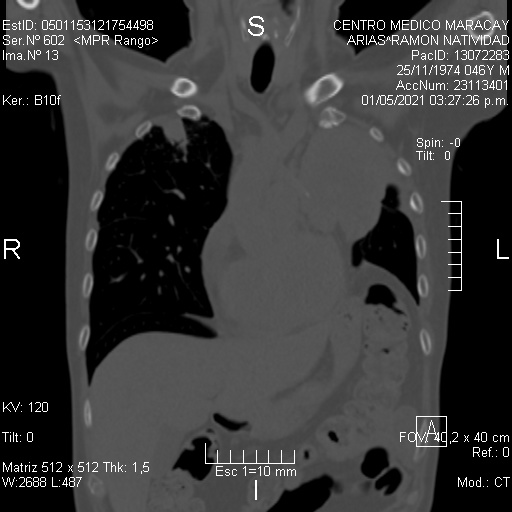 EstID: 0501153121754498
Ser.Nº 602 <MPR Rango>
Ima.Nº 13
S
CENTRO MEDICO MARACAY
ARIAS^RAMON NATIVIDAD
PacID: 13072283
25/11/1974 046Y M
AccNum: 23113401
01/05/2021 03:27:26 p.m.
Ker.: B10f
Spin: -0
Tilt: 0
R
L
KV: 120
Tilt: 0
A
FOV: 40,2 x 40 cm
Ref.: 0
Matriz 512 x 512 Thk: 1,5
W:2688 L:487
Esc 1=10 mm
I
Mod.: CT